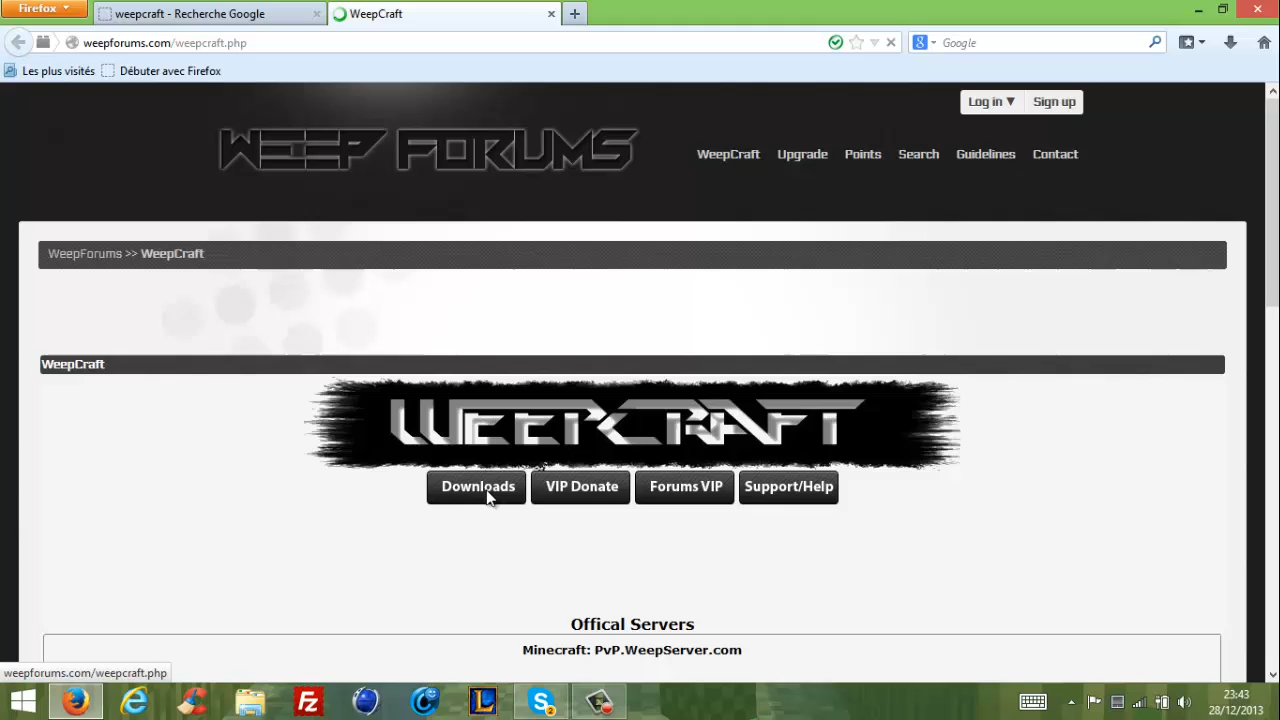 Firefox
weepcraft - Recherche Google
WeepCraft
weepforums.com/weepcraft.php
Google
Les plus visités
Débuter avec Firefox
Log in ▼
Sign up
WEEP FORUMS
WeepCraft
Upgrade
Points
Search
Guidelines
Contact
WeepForums >> WeepCraft
WeepCraft
WEEPCRAFT
Downloads
VIP Donate
Forums VIP
Support/Help
Offical Servers
Minecraft: PvP.WeepServer.com
weepforums.com/weepcraft.php
23:43
28/12/2013